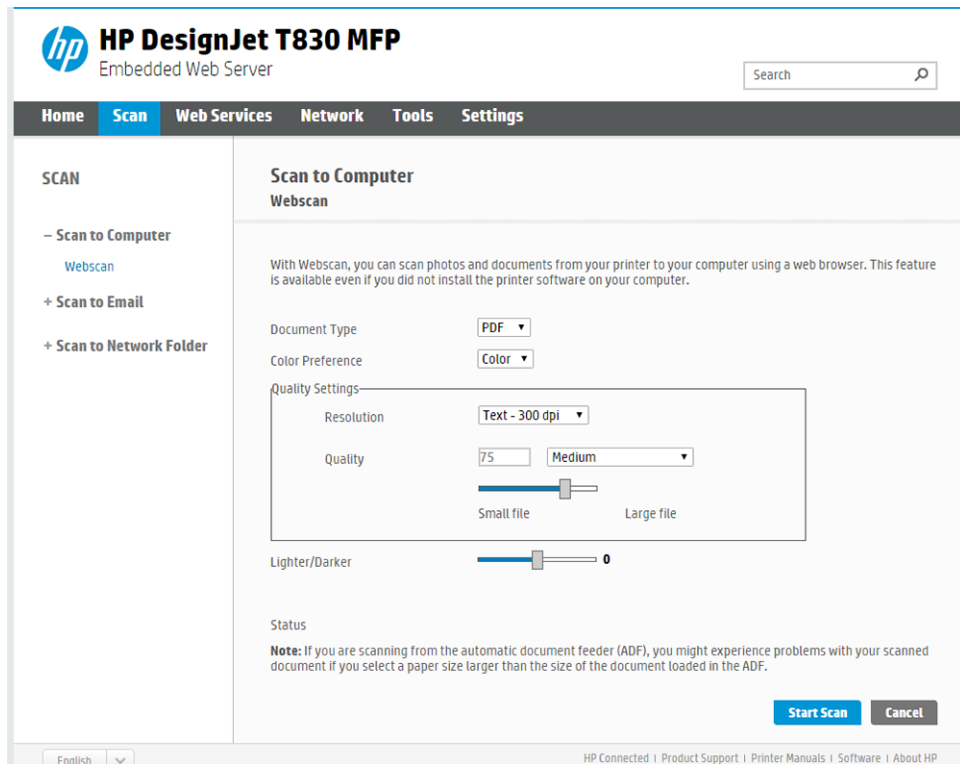 hp
HP DesignJet T830 MFP
Embedded Web Server
Search
Home Scan Web Services Network Tools Settings
SCAN
− Scan to Computer
Webscan
+ Scan to Email
+ Scan to Network Folder
Scan to Computer
Webscan
With Webscan, you can scan photos and documents from your printer to your computer using a web browser. This feature
is available even if you did not install the printer software on your computer.
Document Type PDF
Color Preference Color
Quality Settings
Resolution Text - 300 dpi
Quality 75 Medium
Small file Large file
Lighter/Darker 0
Status
Note: If you are scanning from the automatic document feeder (ADF), you might experience problems with your scanned
document if you select a paper size larger than the size of the document loaded in the ADF.
Start Scan Cancel
English
HP Connected | Product Support | Printer Manuals | Software | About HP